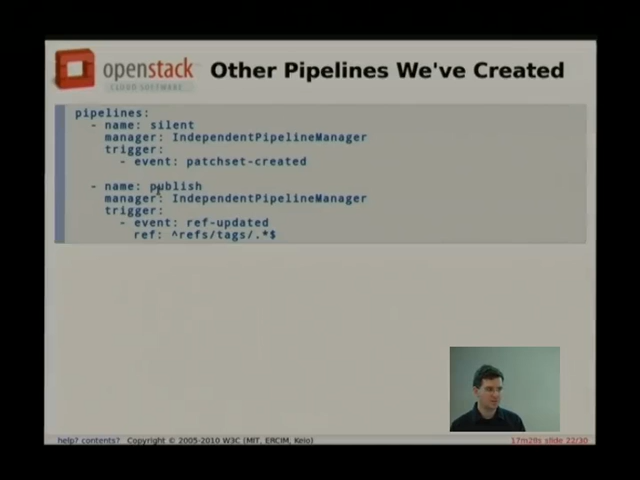 openstack
CLOUD SOFTWARE
Other Pipelines We've Created
pipelines:
- name: silent
manager: IndependentPipelineManager
trigger:
- event: patchset-created
- name: publish
manager: IndependentPipelineManager
trigger:
- event: ref-updated
ref: ^refs/tags/.*$
help? contents? Copyright © 2005-2010 W3C (MIT, ERCIM, Keio)
17m29s slide 22/30